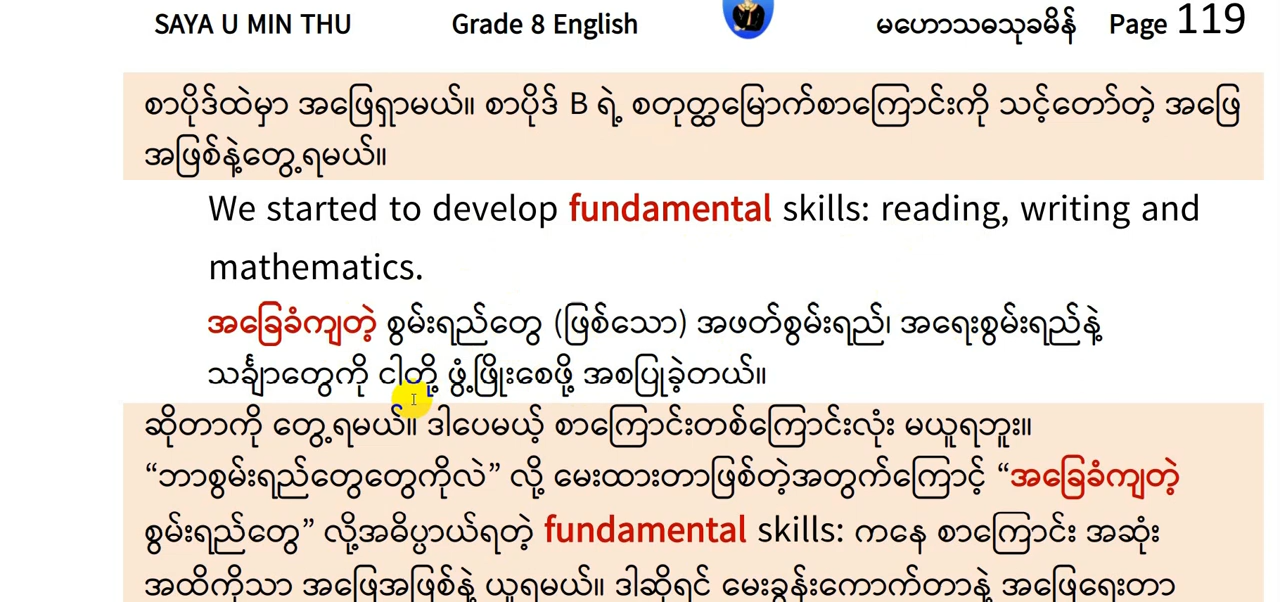 SAYA U MIN THU Grade 8 English မဟောသဓသုခမိန် Page 119
စာပိုဒ်ထဲမှာ အဖြေရှာမယ်။ စာပိုဒ် B ရဲ့ စတုတ္ထမြောက်စာကြောင်းကို သင့်တော်တဲ့ အဖြေ
အဖြစ်နဲ့တွေ့ရမယ်။
We started to develop fundamental skills: reading, writing and
mathematics.
အခြေခံကျတဲ့ စွမ်းရည်တွေ (ဖြစ်သော) အဖတ်စွမ်းရည်၊ အရေးစွမ်းရည်နဲ့
သင်္ချာတွေကို ငါတို့ ဖွံ့ဖြိုးစေဖို့ အစပြုခဲ့တယ်။
ဆိုတာကို တွေ့ရမယ်။ ဒါပေမယ့် စာကြောင်းတစ်ကြောင်းလုံး မယူရဘူး။
“ဘာစွမ်းရည်တွေတွေကိုလဲ” လို့ မေးထားတာဖြစ်တဲ့အတွက်ကြောင့် “အခြေခံကျတဲ့
စွမ်းရည်တွေ” လို့အဓိပ္ပာယ်ရတဲ့ fundamental skills: ကနေ စာကြောင်း အဆုံး
အထိကိုသာ အဖြေအဖြစ်နဲ့ ယူရမယ်။ ဒါဆိုရင် မေးခွန်းကောက်တာနဲ့ အဖြေရေးတာ